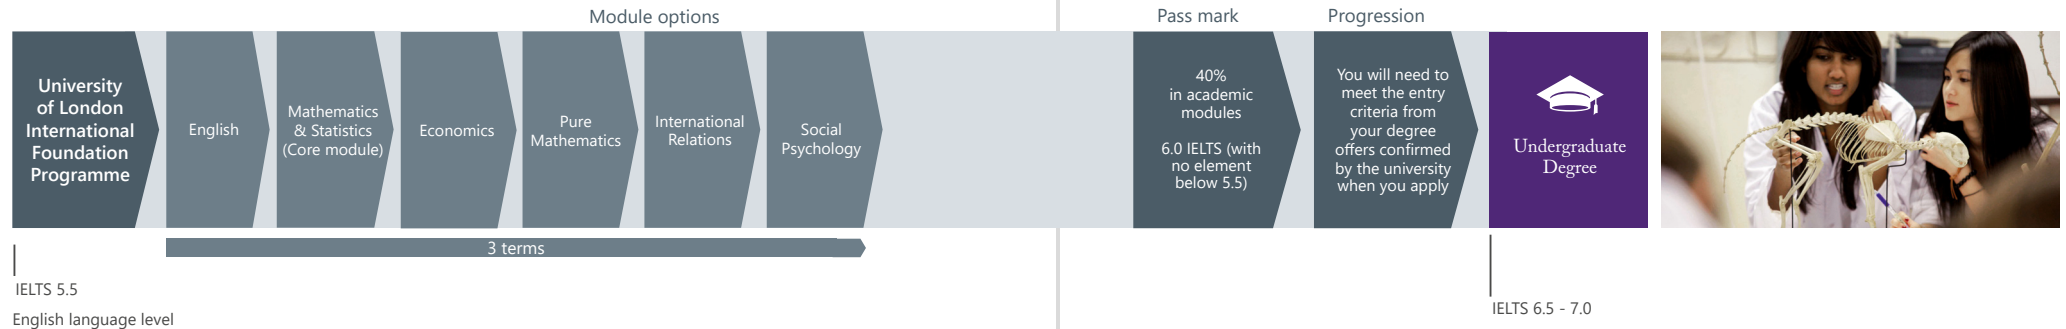 Module options
Pass mark
Progression
University
of London
International
Foundation
Programme
English
Mathematics
& Statistics
(Core module)
Economics
Pure
Mathematics
International
Relations
Social
Psychology
40%
in academic
modules
6.0 IELTS (with
no element
below 5.5)
You will need to
meet the entry
criteria from
your degree
offers confirmed
by the university
when you apply
Undergraduate
Degree
3 terms
IELTS 5.5
English language level
IELTS 6.5 - 7.0